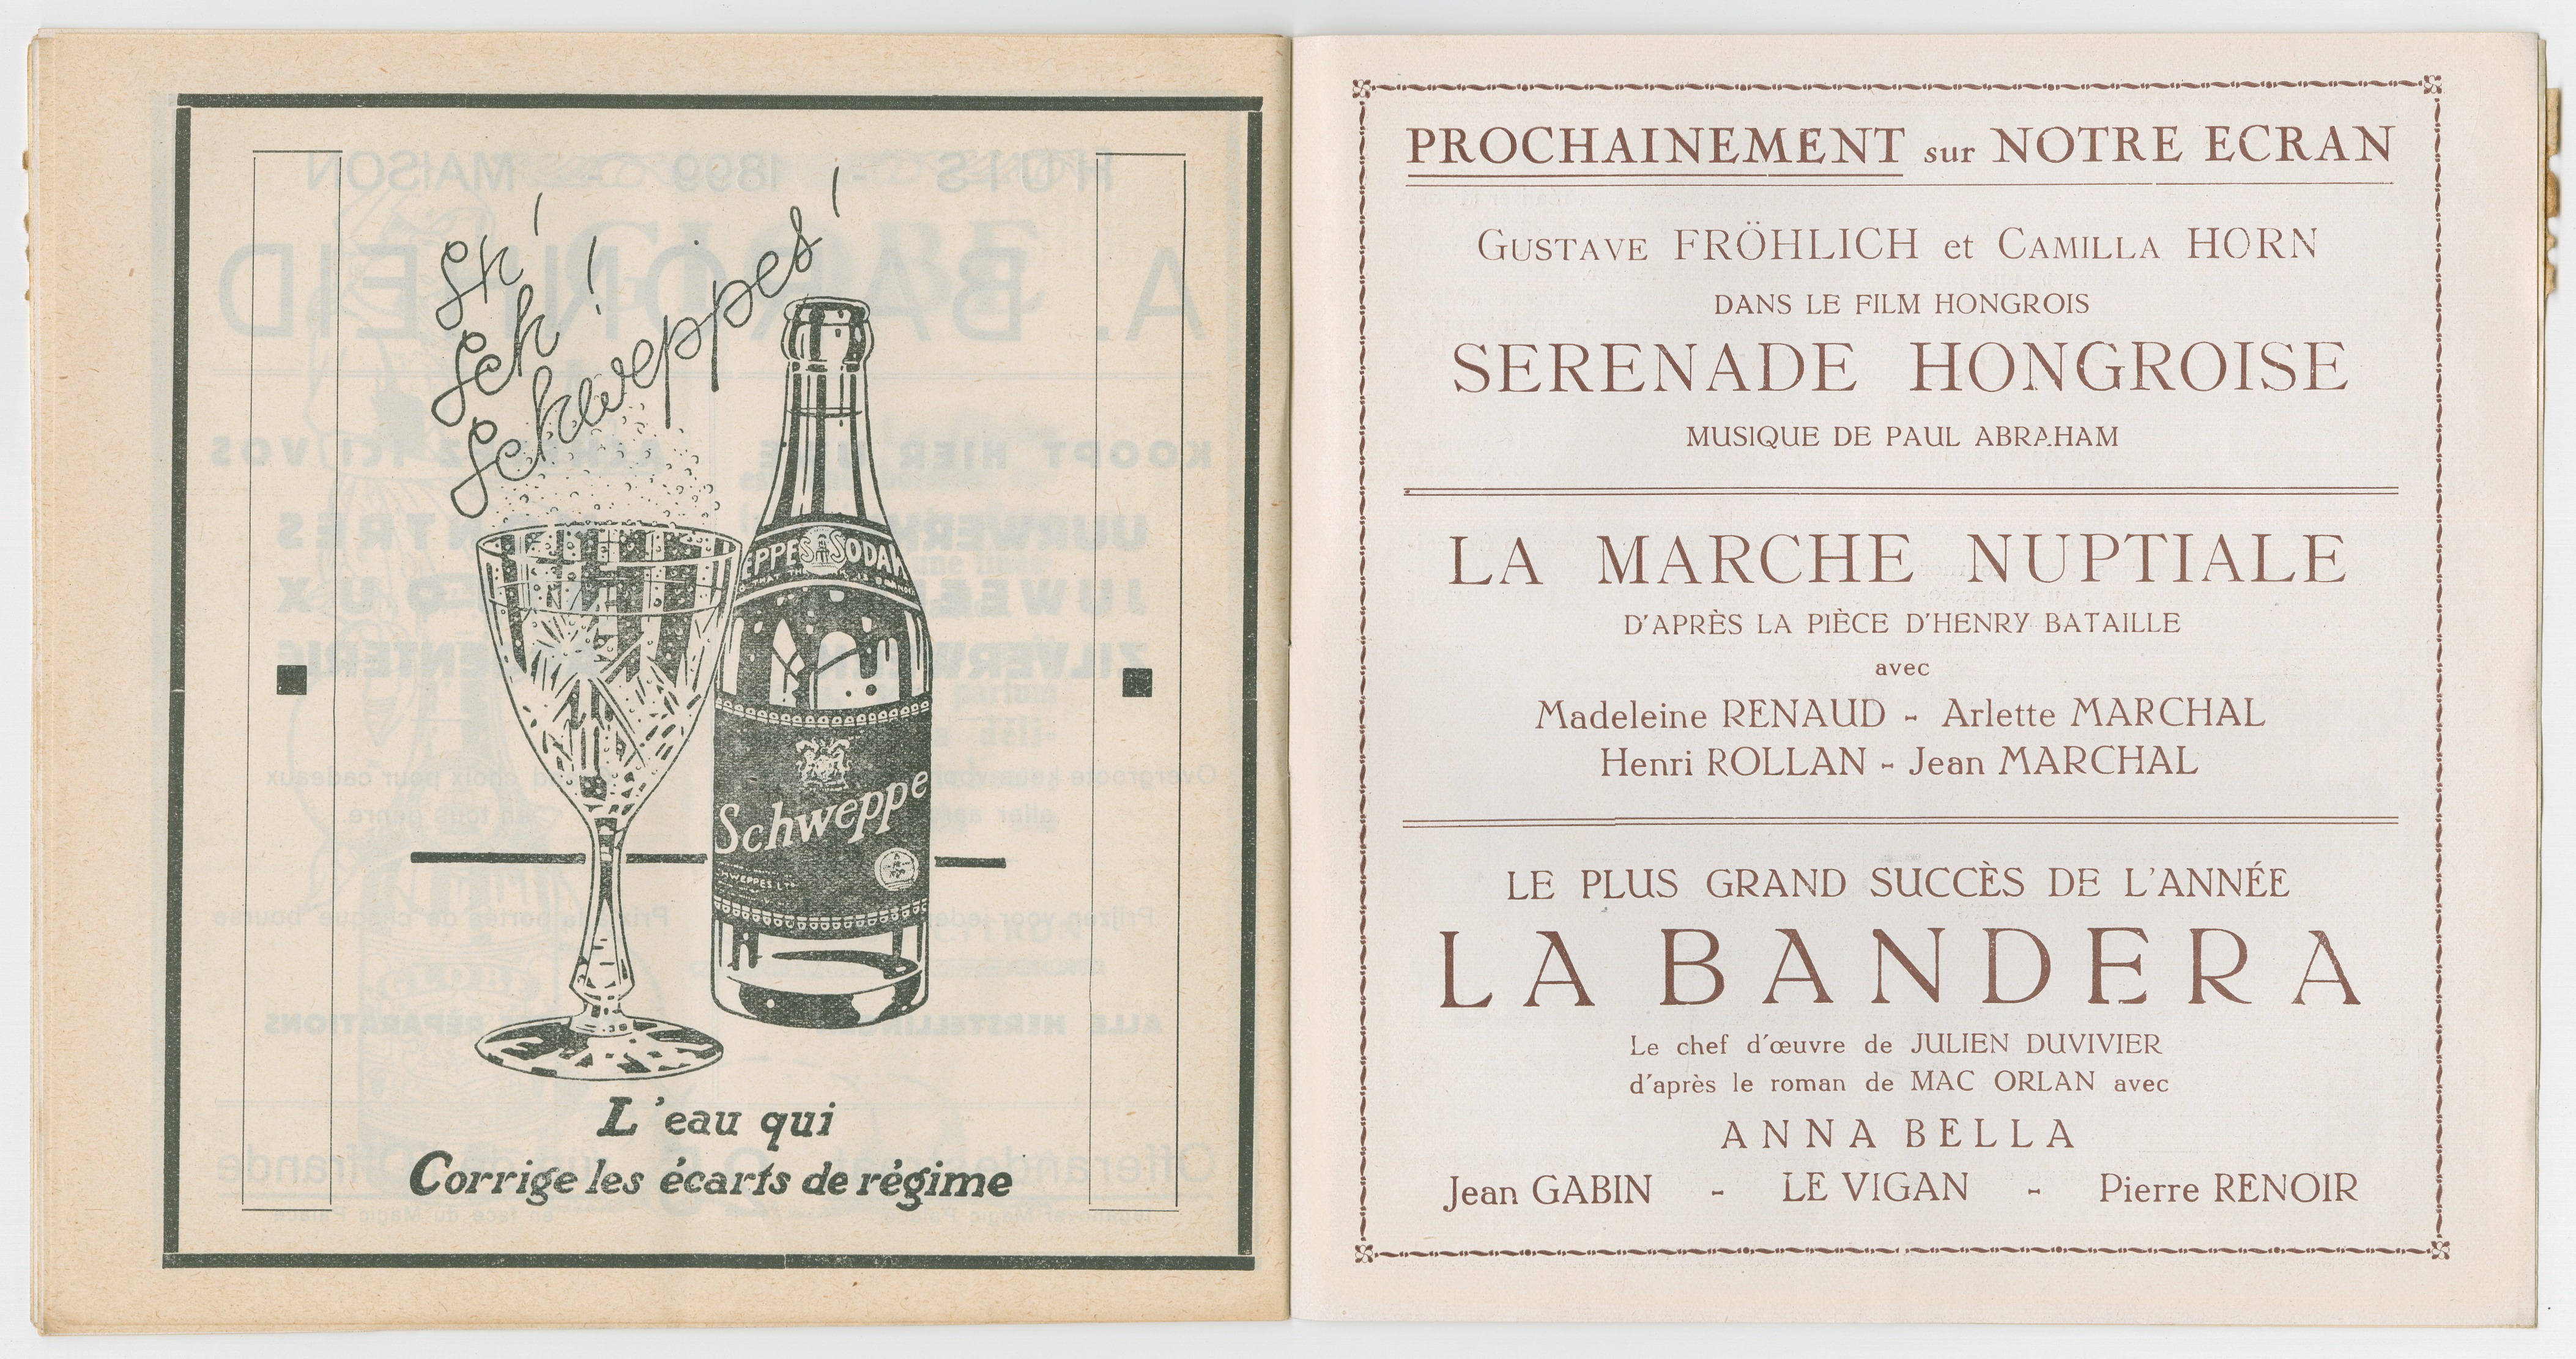 Sh!
Sch!
Schweppes!
EPPES SODA
Schweppe
HWEPPES LTD
L'eau qui
Corrige les écarts de régime
PROCHAINEMENT sur NOTRE ECRAN
GUSTAVE FRÖHLICH et CAMILLA HORN
DANS LE FILM HONGROIS
SERENADE HONGROISE
MUSIQUE DE PAUL ABRAHAM
LA MARCHE NUPTIALE
D'APRÈS LA PIÈCE D'HENRY BATAILLE
avec
Madeleine RENAUD - Arlette MARCHAL
Henri ROLLAN - Jean MARCHAL
LE PLUS GRAND SUCCÈS DE L'ANNÉE
LA BANDERA
Le chef d'œuvre de JULIEN DUVIVIER
d'après le roman de MAC ORLAN avec
ANNA BELLA
Jean GABIN - LE VIGAN - Pierre RENOIR